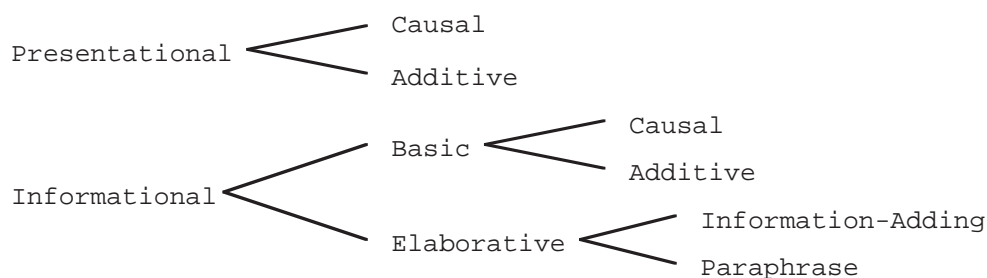 Causal
Presentational
Additive
Causal
Basic
Additive
Informational
Information-Adding
Elaborative
Paraphrase